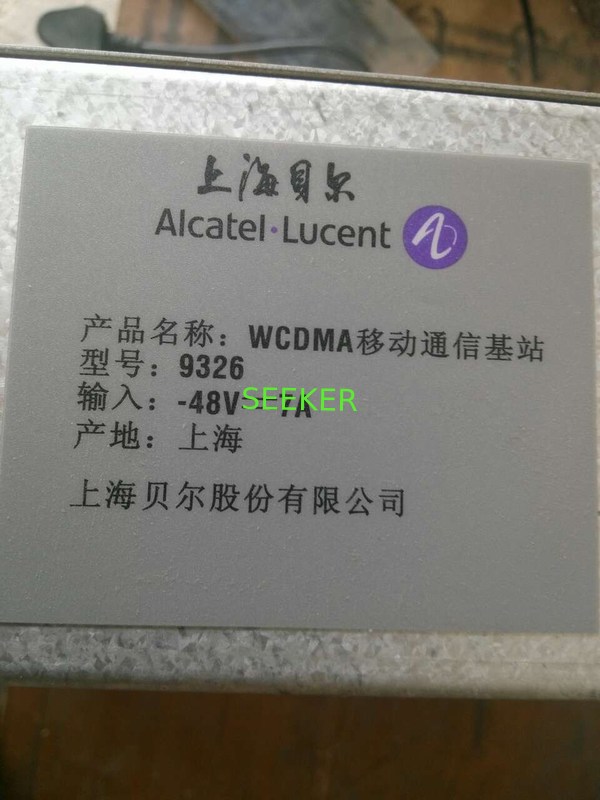 上海贝尔
Alcatel·Lucent
产品名称：WCDMA移动通信基站
型号：9326
输入：-48V 7A
SEEKER
产地：上海
上海贝尔股份有限公司